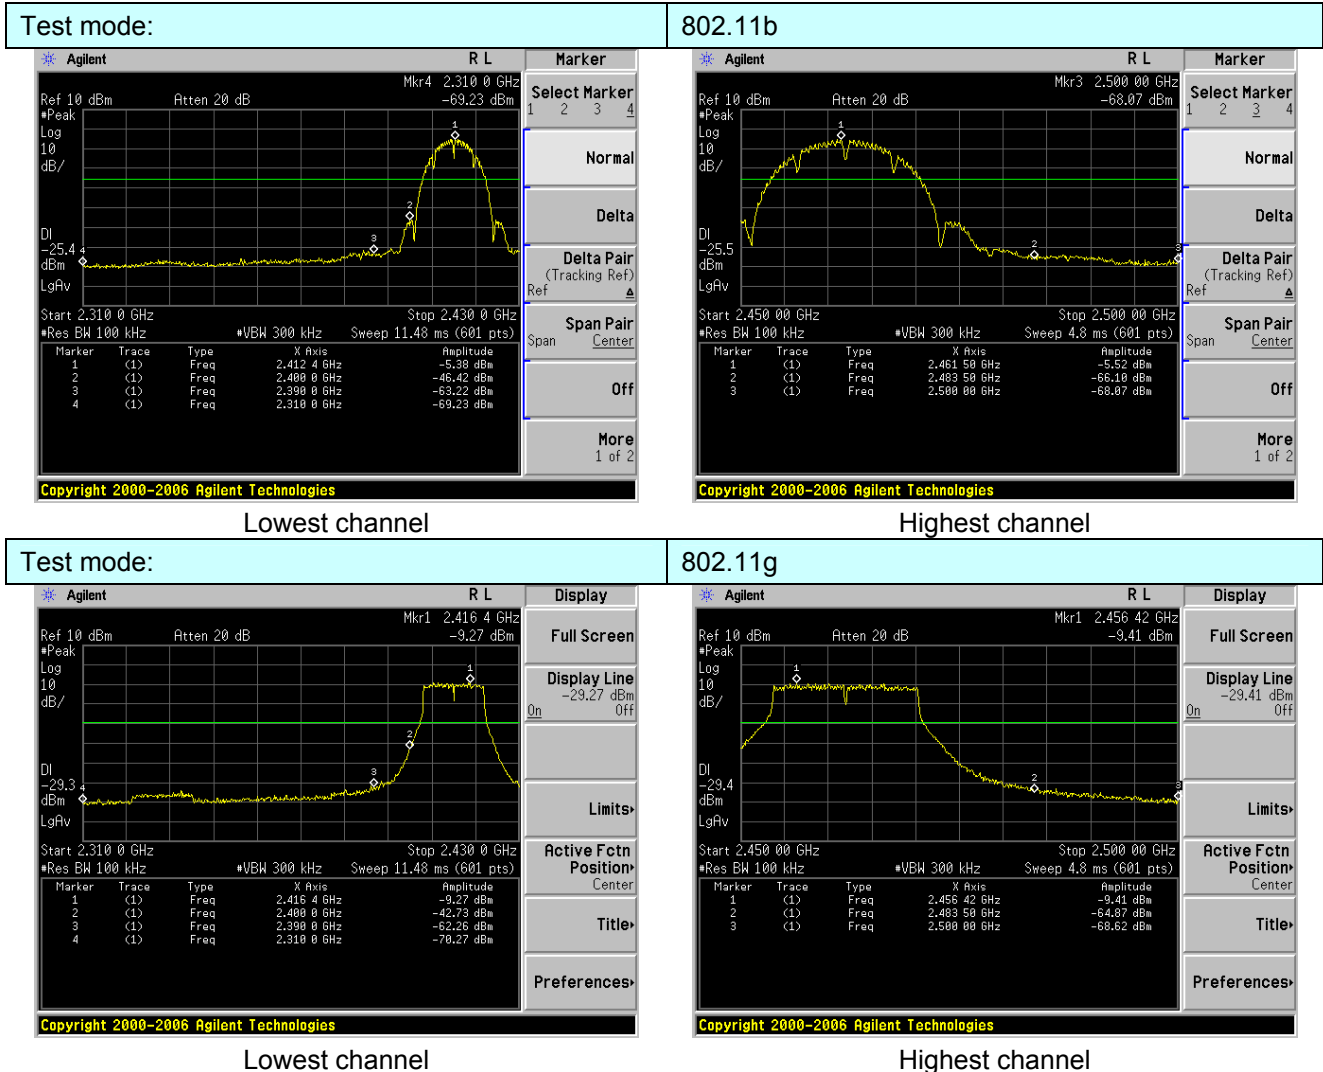 Test mode:
802.11b
Agilent
R L
Marker
Mkr4 2.310 0 GHz
Ref 10 dBm
Atten 20 dB
-69.23 dBm
#Peak
Log
10
dB/
1
2
3
4
DI
-25.4
dBm
LgAv
Start 2.310 0 GHz
Stop 2.430 0 GHz
#Res BW 100 kHz
#VBW 300 kHz
Sweep 11.48 ms (601 pts)
Marker Trace Type X Axis Amplitude
1 (1) Freq 2.412 4 GHz -5.38 dBm
2 (1) Freq 2.400 0 GHz -46.42 dBm
3 (1) Freq 2.390 0 GHz -63.22 dBm
4 (1) Freq 2.310 0 GHz -69.23 dBm
Select Marker
1 2 3 4
Normal
Delta
Delta Pair
(Tracking Ref)
Ref Δ
Span Pair
Span Center
Off
More
1 of 2
Copyright 2000-2006 Agilent Technologies
Lowest channel
Agilent
R L
Marker
Mkr3 2.500 00 GHz
Ref 10 dBm
Atten 20 dB
-68.07 dBm
#Peak
Log
10
dB/
1
2
3
DI
-25.5
dBm
LgAv
Start 2.450 00 GHz
Stop 2.500 00 GHz
#Res BW 100 kHz
#VBW 300 kHz
Sweep 4.8 ms (601 pts)
Marker Trace Type X Axis Amplitude
1 (1) Freq 2.461 50 GHz -5.52 dBm
2 (1) Freq 2.483 50 GHz -66.10 dBm
3 (1) Freq 2.500 00 GHz -68.07 dBm
Select Marker
1 2 3 4
Normal
Delta
Delta Pair
(Tracking Ref)
Ref Δ
Span Pair
Span Center
Off
More
1 of 2
Copyright 2000-2006 Agilent Technologies
Highest channel
Test mode:
802.11g
Agilent
R L
Display
Mkr1 2.416 4 GHz
Ref 10 dBm
Atten 20 dB
-9.27 dBm
#Peak
Log
10
dB/
1
2
3
4
DI
-29.3
dBm
LgAv
Start 2.310 0 GHz
Stop 2.430 0 GHz
#Res BW 100 kHz
#VBW 300 kHz
Sweep 11.48 ms (601 pts)
Marker Trace Type X Axis Amplitude
1 (1) Freq 2.416 4 GHz -9.27 dBm
2 (1) Freq 2.400 0 GHz -42.73 dBm
3 (1) Freq 2.390 0 GHz -62.26 dBm
4 (1) Freq 2.310 0 GHz -70.27 dBm
Full Screen
Display Line
-29.27 dBm
On Off
Limits
Active Fctn
Position
Center
Title
Preferences
Copyright 2000-2006 Agilent Technologies
Lowest channel
Agilent
R L
Display
Mkr1 2.456 42 GHz
Ref 10 dBm
Atten 20 dB
-9.41 dBm
#Peak
Log
10
dB/
1
2
3
DI
-29.4
dBm
LgAv
Start 2.450 00 GHz
Stop 2.500 00 GHz
#Res BW 100 kHz
#VBW 300 kHz
Sweep 4.8 ms (601 pts)
Marker Trace Type X Axis Amplitude
1 (1) Freq 2.456 42 GHz -9.41 dBm
2 (1) Freq 2.483 50 GHz -64.87 dBm
3 (1) Freq 2.500 00 GHz -68.62 dBm
Full Screen
Display Line
-29.41 dBm
On Off
Limits
Active Fctn
Position
Center
Title
Preferences
Copyright 2000-2006 Agilent Technologies
Highest channel